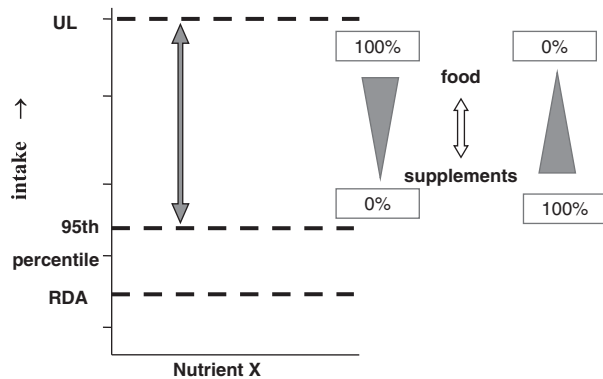 UL
100%
0%
food
intake →
supplements
0%
100%
95th
percentile
RDA
Nutrient X